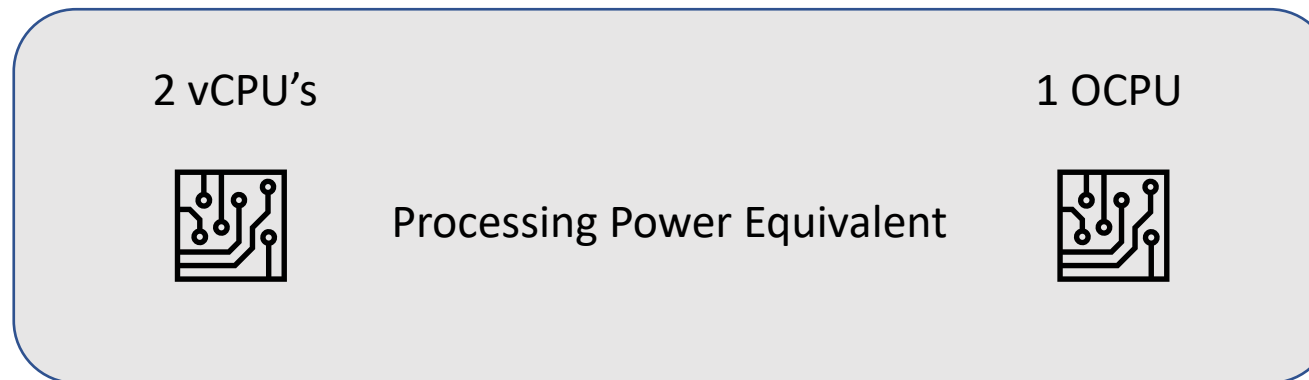 2 vCPU’s
1 OCPU
Processing Power Equivalent